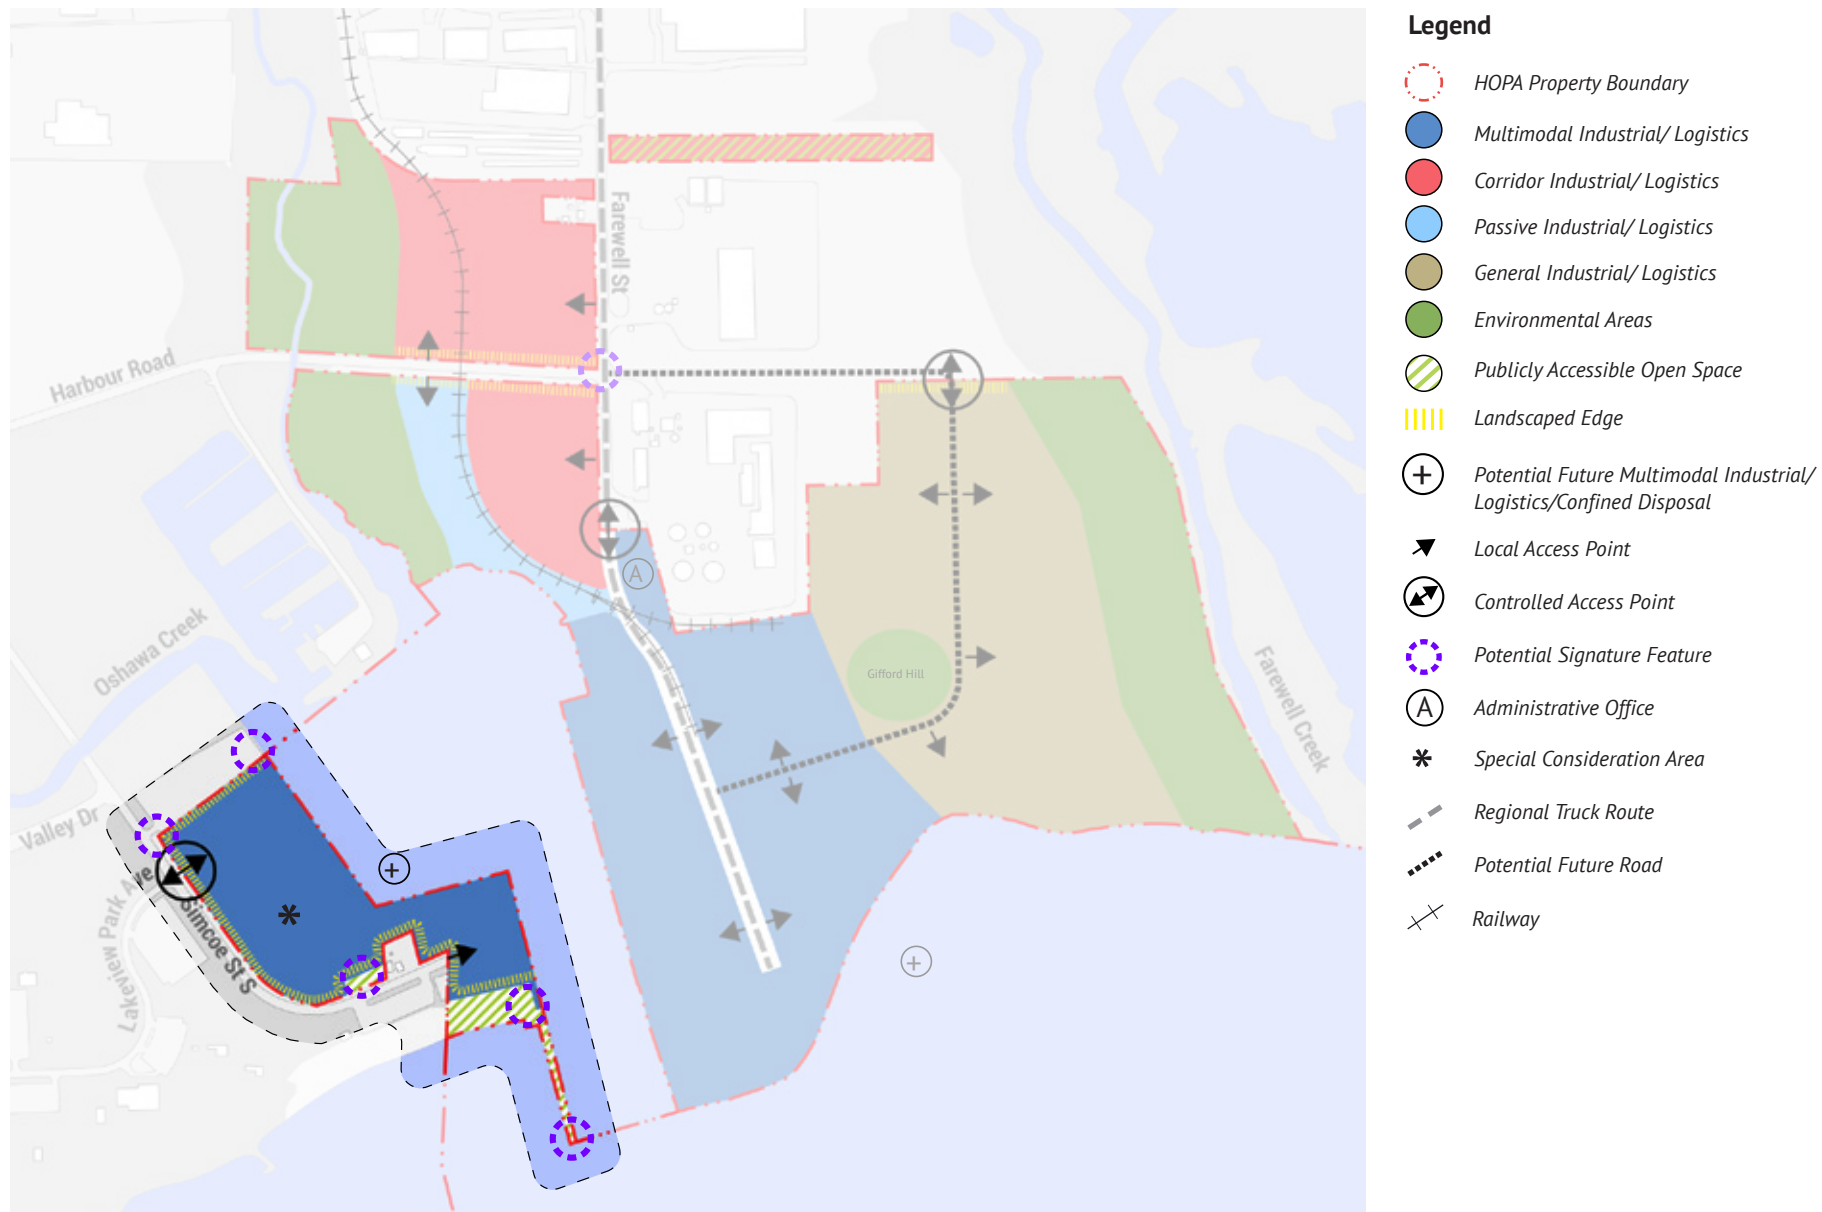 Farewell St
Harbour Road
A
Gifford Hill
Oshawa Creek
Farewell Creek
Valley Dr
Lakeview Park Ave
Simcoe St S
Legend
HOPA Property Boundary
Multimodal Industrial/ Logistics
Corridor Industrial/ Logistics
Passive Industrial/ Logistics
General Industrial/ Logistics
Environmental Areas
Publicly Accessible Open Space
Landscaped Edge
Potential Future Multimodal Industrial/
Logistics/Confined Disposal
Local Access Point
Controlled Access Point
Potential Signature Feature
A Administrative Office
Special Consideration Area
Regional Truck Route
Potential Future Road
Railway